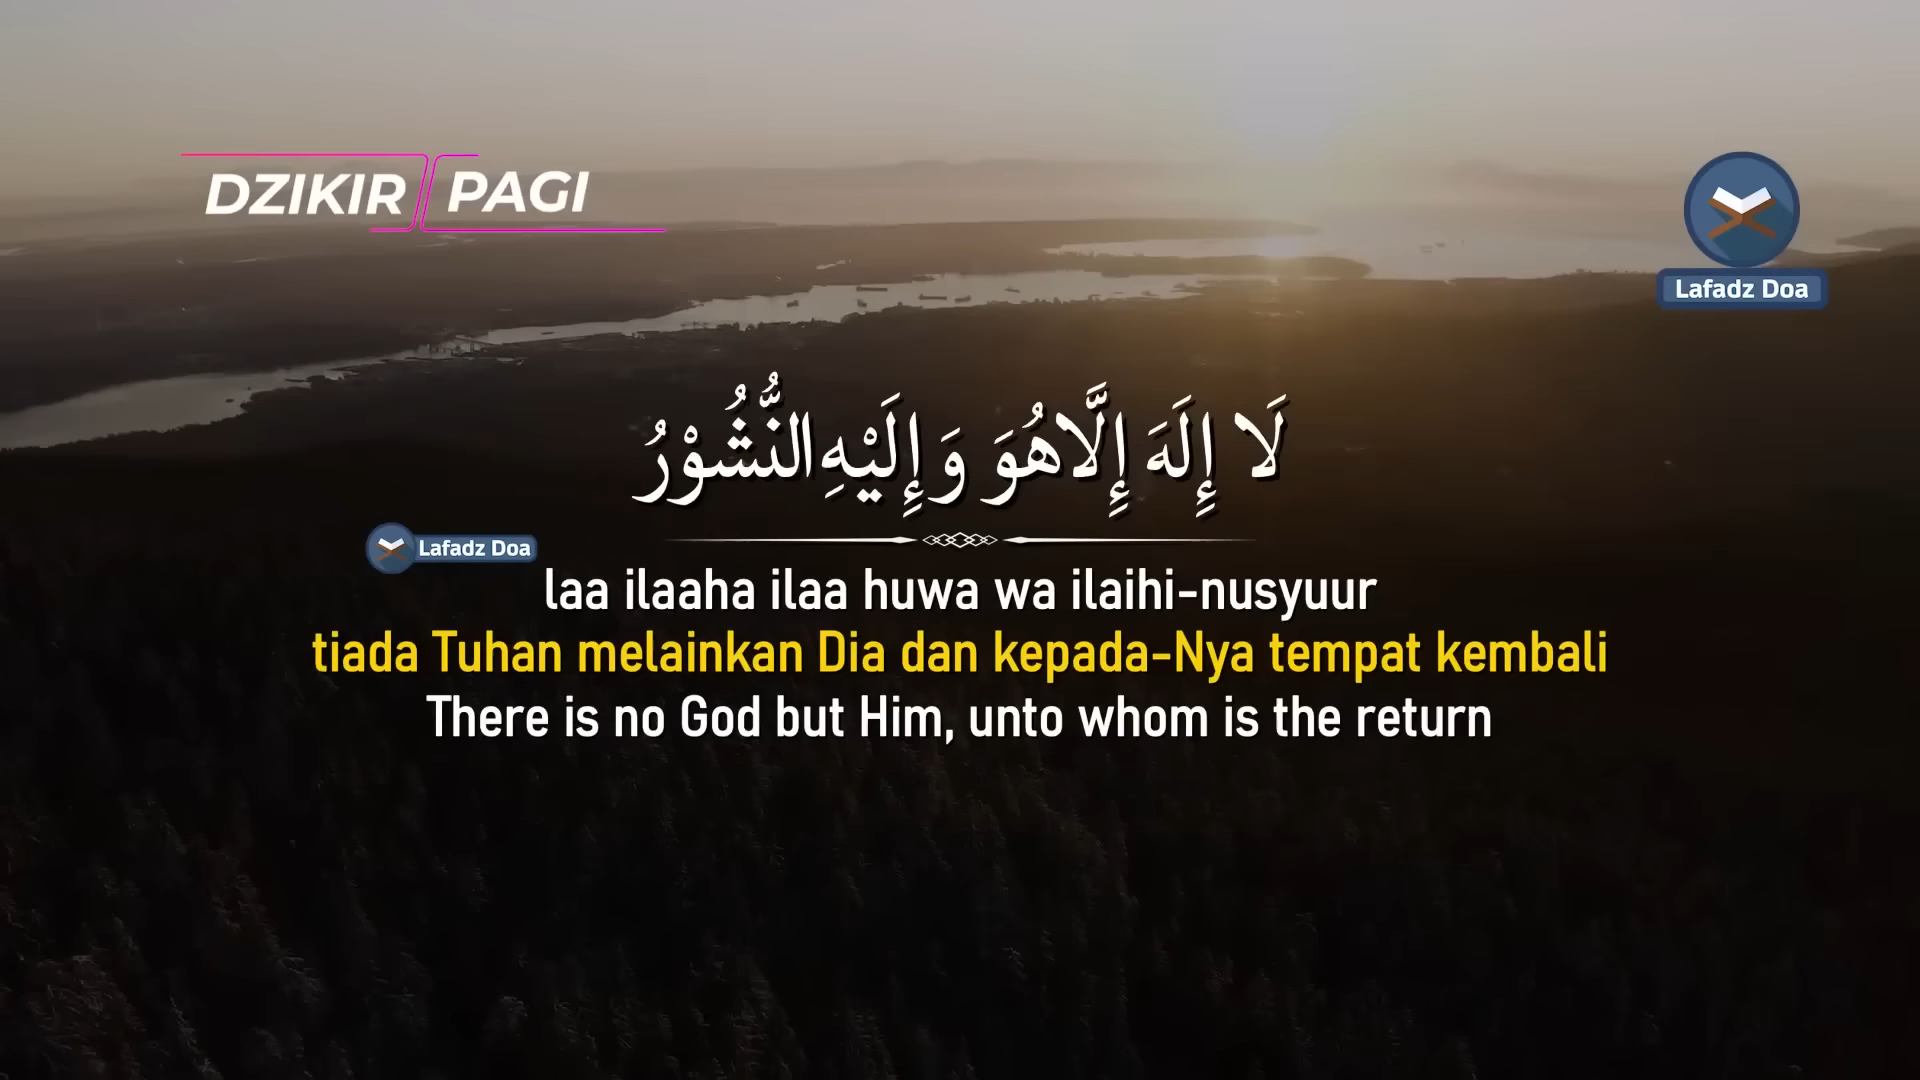 DZIKIR PAGI
Lafadz Doa
لَا إِلَهَ إِلَّاهُوَ وَإِلَيْهِ النُّشُوْرُ
Lafadz Doa
laa ilaaha ilaa huwa wa ilaihi-nusyuur
tiada Tuhan melainkan Dia dan kepada-Nya tempat kembali
There is no God but Him, unto whom is the return